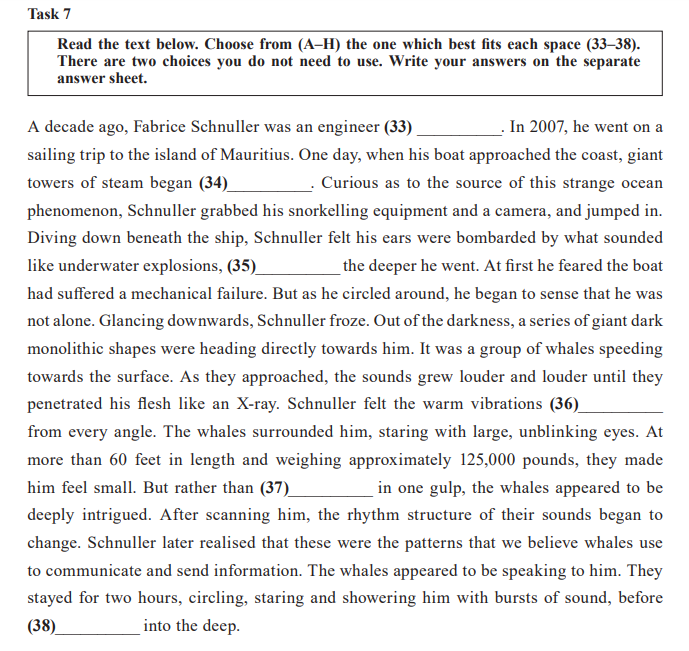 Task 7
Read the text below. Choose from (A–H) the one which best fits each space (33–38).
There are two choices you do not need to use. Write your answers on the separate
answer sheet.
A decade ago, Fabrice Schnuller was an engineer (33) __________. In 2007, he went on a
sailing trip to the island of Mauritius. One day, when his boat approached the coast, giant
towers of steam began (34)__________. Curious as to the source of this strange ocean
phenomenon, Schnuller grabbed his snorkelling equipment and a camera, and jumped in.
Diving down beneath the ship, Schnuller felt his ears were bombarded by what sounded
like underwater explosions, (35)__________ the deeper he went. At first he feared the boat
had suffered a mechanical failure. But as he circled around, he began to sense that he was
not alone. Glancing downwards, Schnuller froze. Out of the darkness, a series of giant dark
monolithic shapes were heading directly towards him. It was a group of whales speeding
towards the surface. As they approached, the sounds grew louder and louder until they
penetrated his flesh like an X-ray. Schnuller felt the warm vibrations (36)__________
from every angle. The whales surrounded him, staring with large, unblinking eyes. At
more than 60 feet in length and weighing approximately 125,000 pounds, they made
him feel small. But rather than (37)__________ in one gulp, the whales appeared to be
deeply intrigued. After scanning him, the rhythm structure of their sounds began to
change. Schnuller later realised that these were the patterns that we believe whales use
to communicate and send information. The whales appeared to be speaking to him. They
stayed for two hours, circling, staring and showering him with bursts of sound, before
(38)__________ into the deep.